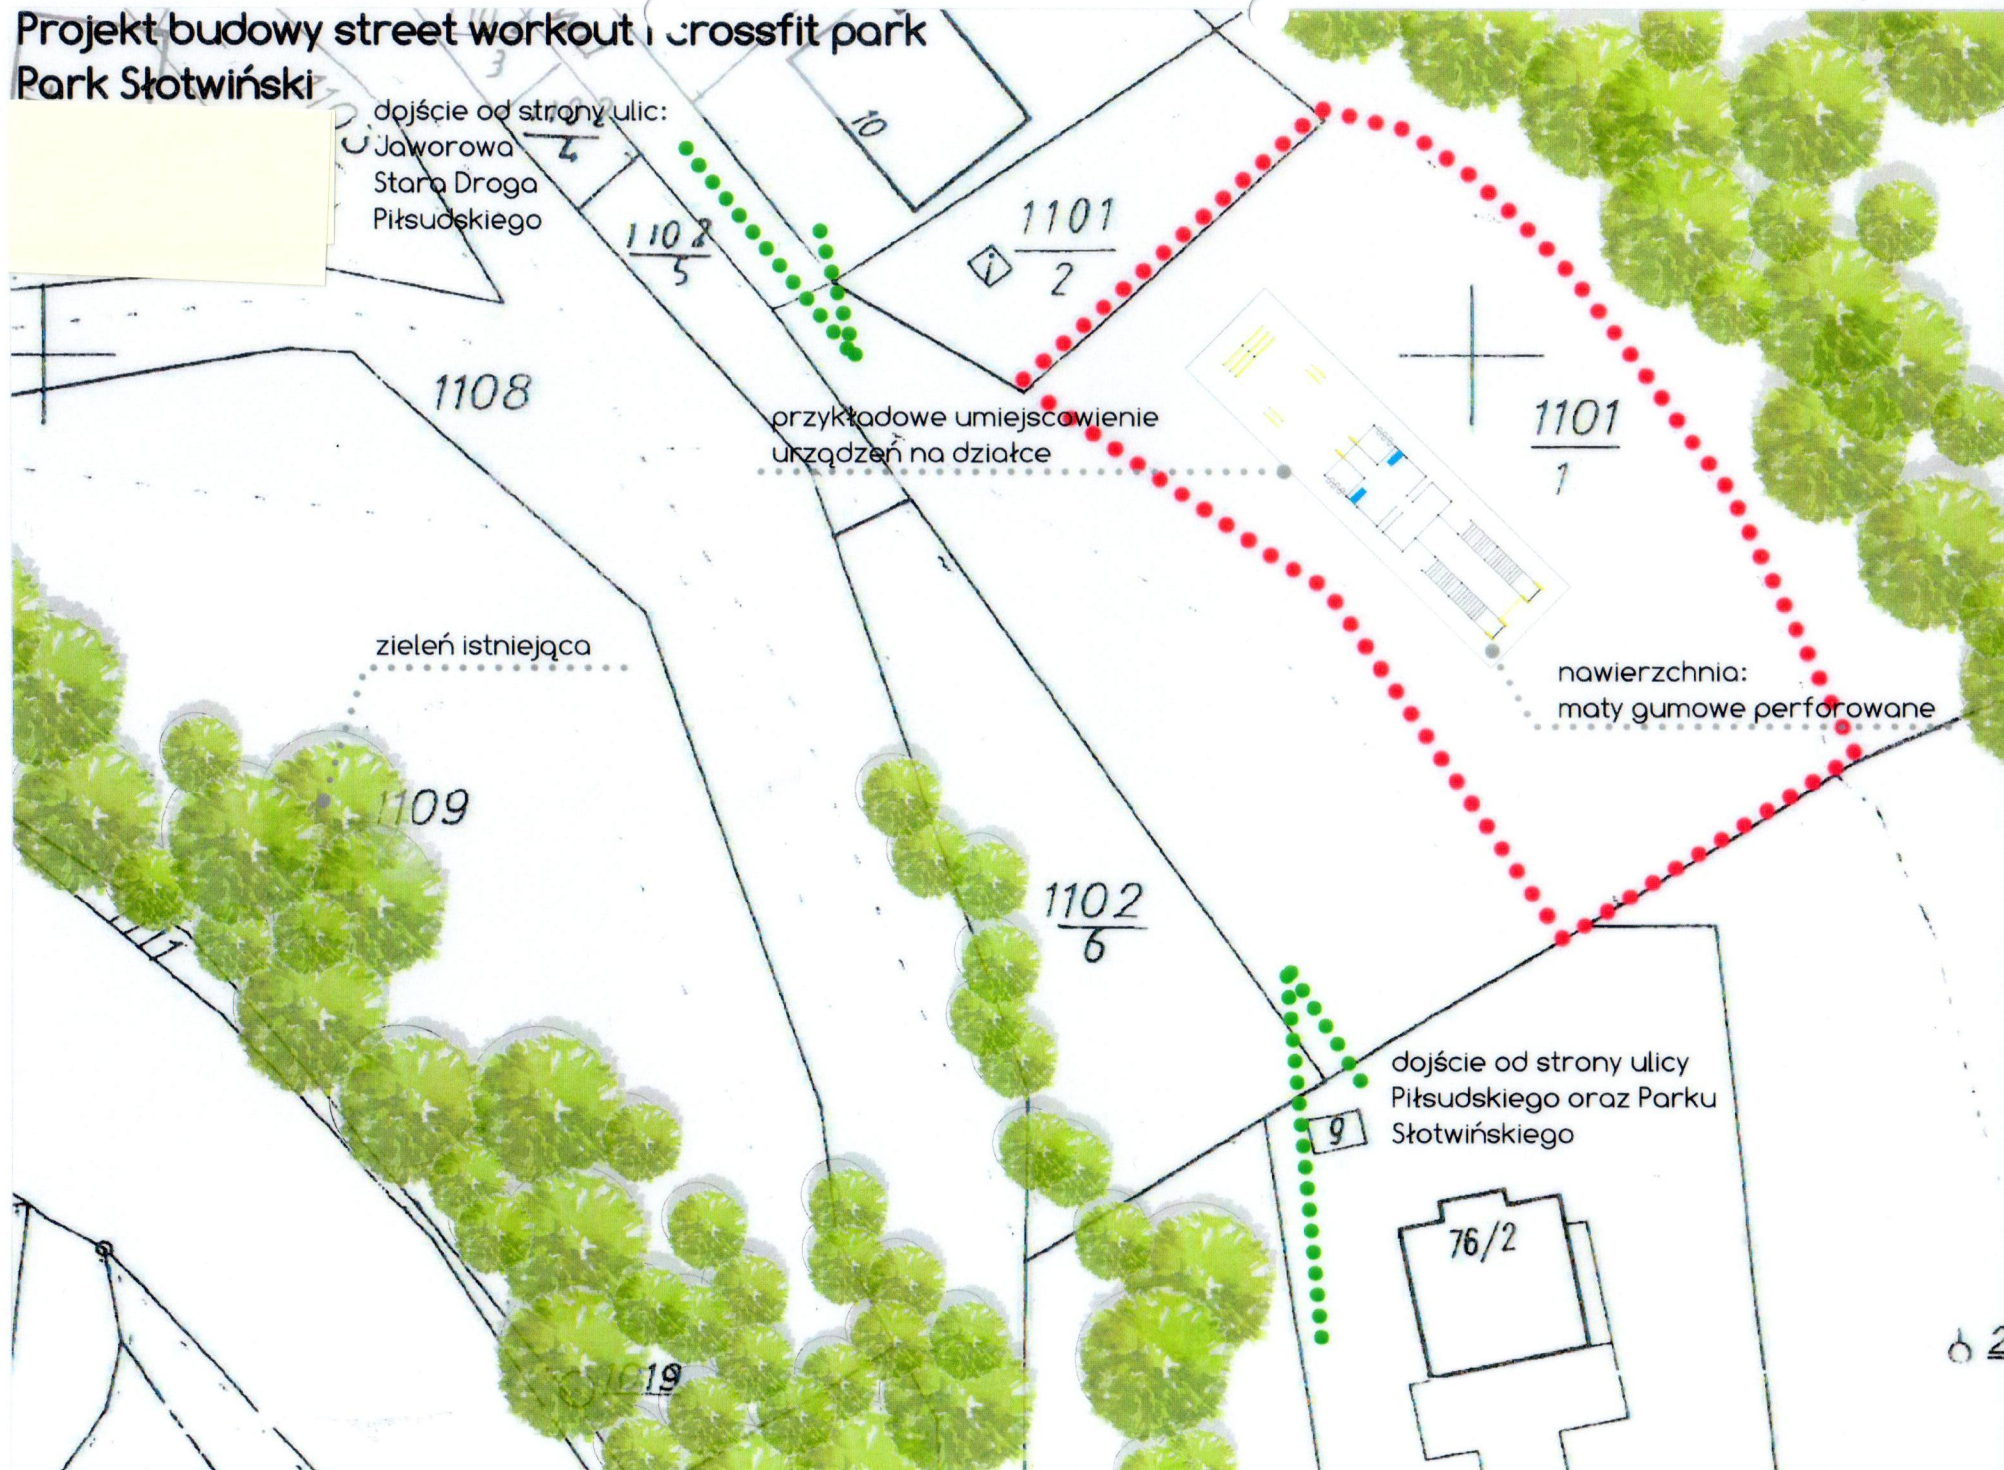 Projekt budowy street workout i crossfit park
Park Słotwiński
dojście od strony ulic:
Jaworowa
Stara Droga
Piłsudskiego
10
1102
5
1101
2
1108
przykładowe umiejscowienie
urządzeń na działce
1101
1
zieleń istniejąca
nawierzchnia:
maty gumowe perforowane
1109
1102
6
dojście od strony ulicy
Piłsudskiego oraz Parku
Słotwińskiego
9
76/2
2